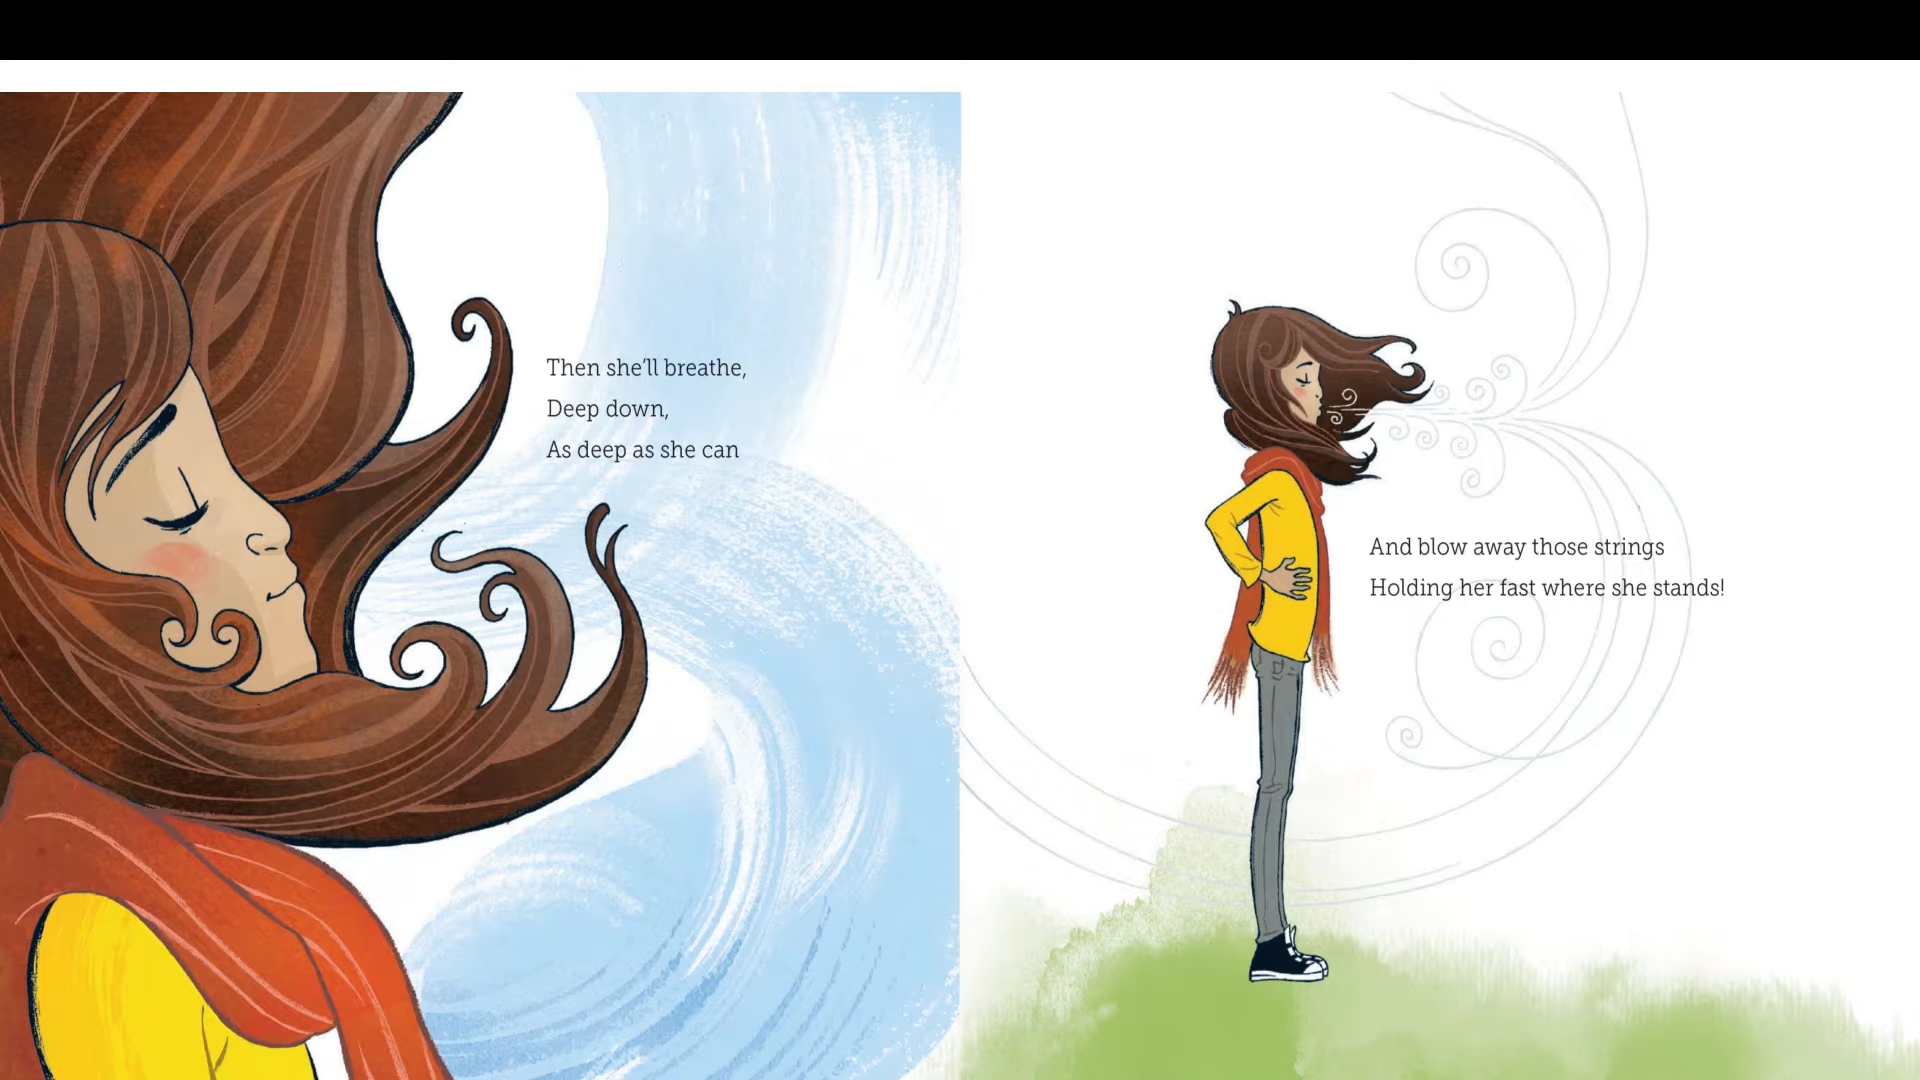 Then she’ll breathe,
Deep down,
As deep as she can
And blow away those strings
Holding her fast where she stands!